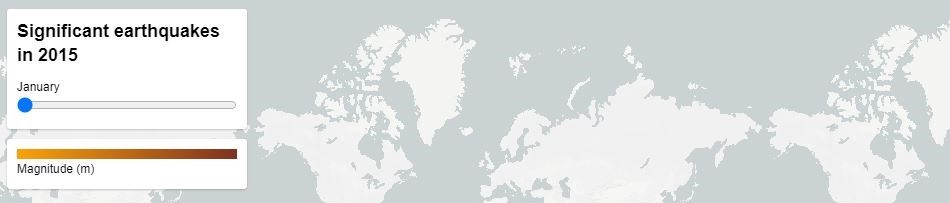 Significant earthquakes
in 2015
January
Magnitude (m)